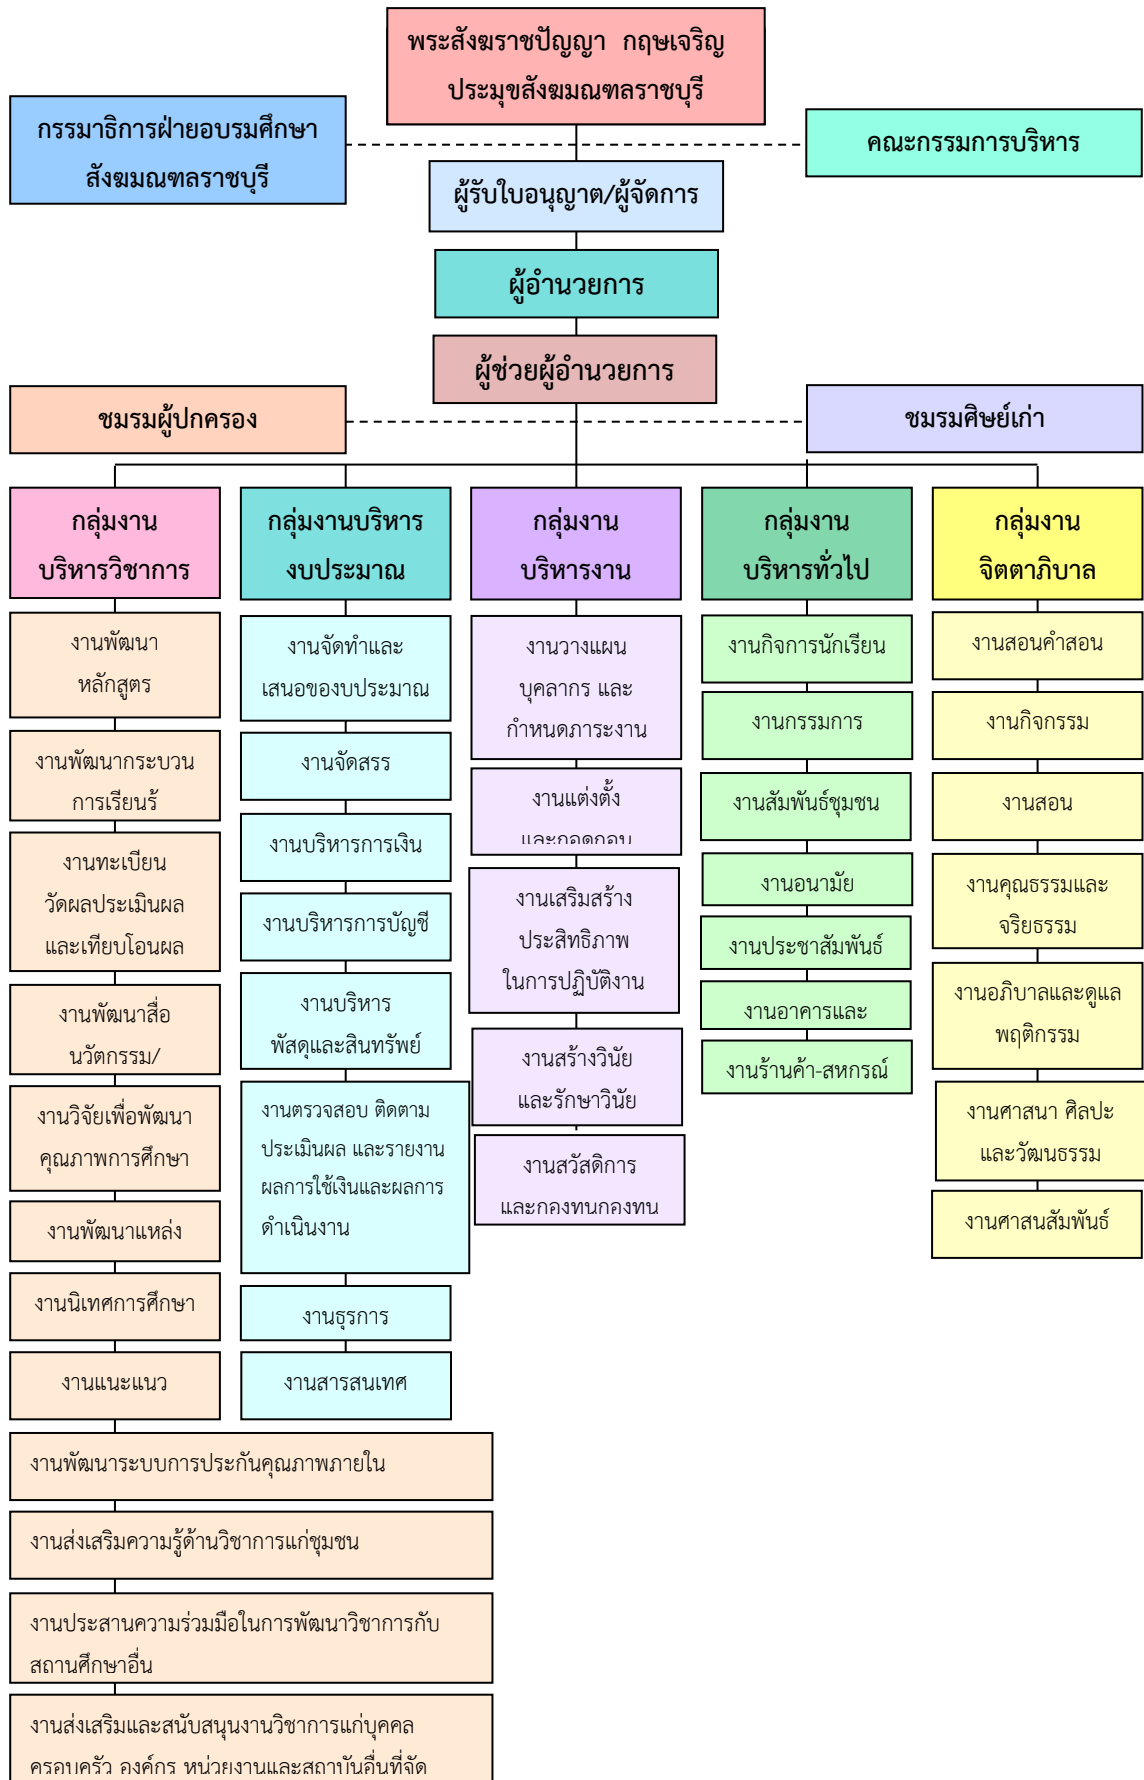 พระสังฆราชปัญญา  กฤษเจริญ
ประมุขสังฆมณฑลราชบุรี
กรรมาธิการฝ่ายอบรมศึกษา
สังฆมณฑลราชบุรี
คณะกรรมการบริหาร
ผู้รับใบอนุญาต/ผู้จัดการ
ผู้อำนวยการ
ผู้ช่วยผู้อำนวยการ
ชมรมผู้ปกครอง
ชมรมศิษย์เก่า
กลุ่มงาน
บริหารวิชาการ
งานพัฒนา
หลักสูตร
งานพัฒนากระบวน
การเรียนรู้
งานทะเบียน
วัดผลประเมินผล
และเทียบโอนผล
งานพัฒนาสื่อ
นวัตกรรม/
งานวิจัยเพื่อพัฒนา
คุณภาพการศึกษา
งานพัฒนาแหล่ง
งานนิเทศการศึกษา
งานแนะแนว
งานพัฒนาระบบการประกันคุณภาพภายใน
งานส่งเสริมความรู้ด้านวิชาการแก่ชุมชน
งานประสานความร่วมมือในการพัฒนาวิชาการกับ
สถานศึกษาอื่น
งานส่งเสริมและสนับสนุนงานวิชาการแก่บุคคล
ครอบครัว องค์กร หน่วยงานและสถาบันอื่นที่จัด
กลุ่มงานบริหาร
งบประมาณ
งานจัดทำและ
เสนอของบประมาณ
งานจัดสรร
งานบริหารการเงิน
งานบริหารการบัญชี
งานบริหาร
พัสดุและสินทรัพย์
งานตรวจสอบ ติดตาม
ประเมินผล และรายงาน
ผลการใช้เงินและผลการ
ดำเนินงาน
งานธุรการ
งานสารสนเทศ
กลุ่มงาน
บริหารงาน
งานวางแผน
บุคลากร และ
กำหนดภาระงาน
งานแต่งตั้ง
งานเสริมสร้าง
ประสิทธิภาพ
ในการปฏิบัติงาน
งานสร้างวินัย
และรักษาวินัย
งานสวัสดิการ
และกองทุนกองทุน
กลุ่มงาน
บริหารทั่วไป
งานกิจการนักเรียน
งานกรรมการ
งานสัมพันธ์ชุมชน
งานอนามัย
งานประชาสัมพันธ์
งานอาคารและ
งานร้านค้า-สหกรณ์
กลุ่มงาน
จิตตาภิบาล
งานสอนคำสอน
งานกิจกรรม
งานสอน
งานคุณธรรมและ
จริยธรรม
งานอภิบาลและดูแล
พฤติกรรม
งานศาสนา ศิลปะ
และวัฒนธรรม
งานศาสนสัมพันธ์